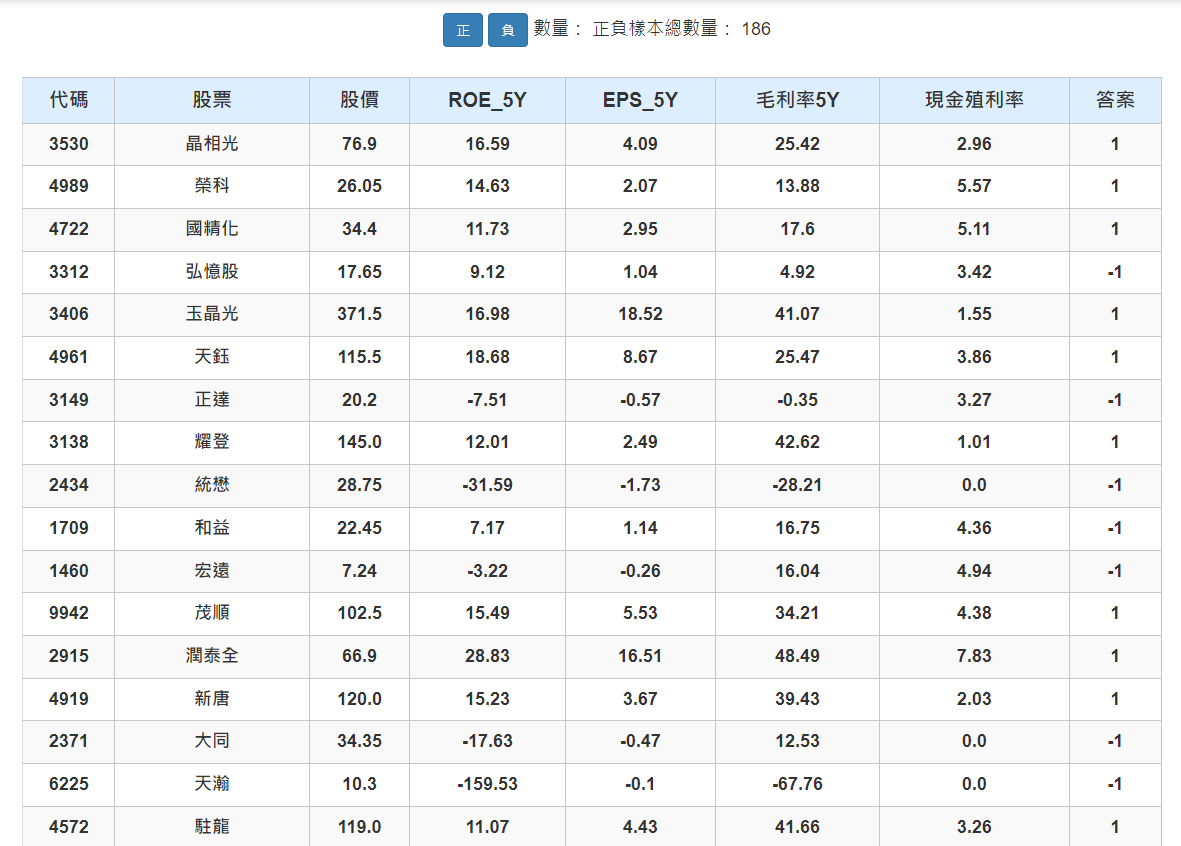 正 負 數量： 正負樣本總數量： 186
代碼 股票 股價 ROE_5Y EPS_5Y 毛利率5Y 現金殖利率 答案
3530 晶相光 76.9 16.59 4.09 25.42 2.96 1
4989 榮科 26.05 14.63 2.07 13.88 5.57 1
4722 國精化 34.4 11.73 2.95 17.6 5.11 1
3312 弘憶股 17.65 9.12 1.04 4.92 3.42 -1
3406 玉晶光 371.5 16.98 18.52 41.07 1.55 1
4961 天鈺 115.5 18.68 8.67 25.47 3.86 1
3149 正達 20.2 -7.51 -0.57 -0.35 3.27 -1
3138 耀登 145.0 12.01 2.49 42.62 1.01 1
2434 統懋 28.75 -31.59 -1.73 -28.21 0.0 -1
1709 和益 22.45 7.17 1.14 16.75 4.36 -1
1460 宏遠 7.24 -3.22 -0.26 16.04 4.94 -1
9942 茂順 102.5 15.49 5.53 34.21 4.38 1
2915 潤泰全 66.9 28.83 16.51 48.49 7.83 1
4919 新唐 120.0 15.23 3.67 39.43 2.03 1
2371 大同 34.35 -17.63 -0.47 12.53 0.0 -1
6225 天瀚 10.3 -159.53 -0.1 -67.76 0.0 -1
4572 駐龍 119.0 11.07 4.43 41.66 3.26 1